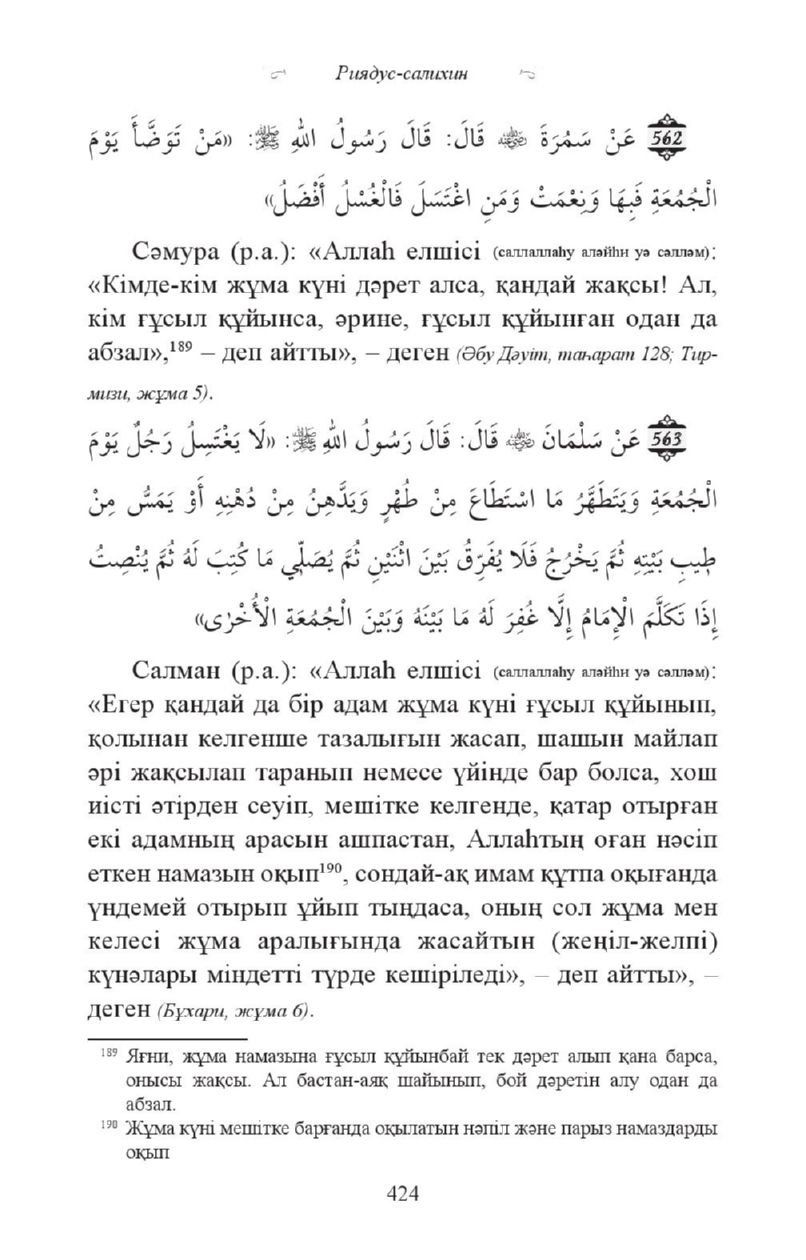 Риядус-салихин
562 عَنْ سَمُرَةَ ﷺ قَالَ: قَالَ رَسُولُ اللهِ ﷺ: «مَنْ تَوَضَّأَ يَوْمَ
الْجُمُعَةِ فَبِهَا وَنِعْمَتْ وَمَنِ اغْتَسَلَ فَالْغُسْلُ أَفْضَلُ»
Сәмура (р.а.): «Аллаһ елшісі (саллаллаһу аләйһи уә сәлләм):
«Кімде-кім жұма күні дәрет алса, қандай жақсы! Ал,
кім ғұсыл құйынса, әрине, ғұсыл құйынған одан да
абзал»,¹⁸⁹ – деп айтты», – деген (Әбу Дәуіт, таһарат 128; Тир-
мизи, жұма 5).
563 عَنْ سَلْمَانَ ﷺ قَالَ: قَالَ رَسُولُ اللهِ ﷺ: «لَا يَغْتَسِلُ رَجُلٌ يَوْمَ
الْجُمُعَةِ وَيَتَطَهَّرُ مَا اسْتَطَاعَ مِنْ طُهْرٍ وَيَدَّهِنُ مِنْ دُهْنِهِ أَوْ يَمَسُّ مِنْ
طِيبِ بَيْتِهِ ثُمَّ يَخْرُجُ فَلَا يُفَرِّقُ بَيْنَ اثْنَيْنِ ثُمَّ يُصَلِّي مَا كُتِبَ لَهُ ثُمَّ يُنْصِتُ
إِذَا تَكَلَّمَ الْإِمَامُ إِلَّا غُفِرَ لَهُ مَا بَيْنَهُ وَبَيْنَ الْجُمُعَةِ الْأُخْرٰى»
Салман (р.а.): «Аллаһ елшісі (саллаллаһу аләйһи уә сәлләм):
«Егер қандай да бір адам жұма күні ғұсыл құйынып,
қолынан келгенше тазалығын жасап, шашын майлап
әрі жақсылап таранып немесе үйінде бар болса, хош
иісті әтірден сеуіп, мешітке келгенде, қатар отырған
екі адамның арасын ашпастан, Аллаһтың оған нәсіп
еткен намазын оқып¹⁹⁰, сондай-ақ имам құтпа оқығанда
үндемей отырып ұйып тыңдаса, оның сол жұма мен
келесі жұма аралығында жасайтын (жеңіл-желпі)
күнәлары міндетті түрде кешіріледі», – деп айтты», –
деген (Бұхари, жұма 6).
¹⁸⁹ Яғни, жұма намазына ғұсыл құйынбай тек дәрет алып қана барса,
онысы жақсы. Ал бастан-аяқ шайынып, бой дәретін алу одан да
абзал.
¹⁹⁰ Жұма күні мешітке барғанда оқылатын нәпіл және парыз намаздарды
оқып
424